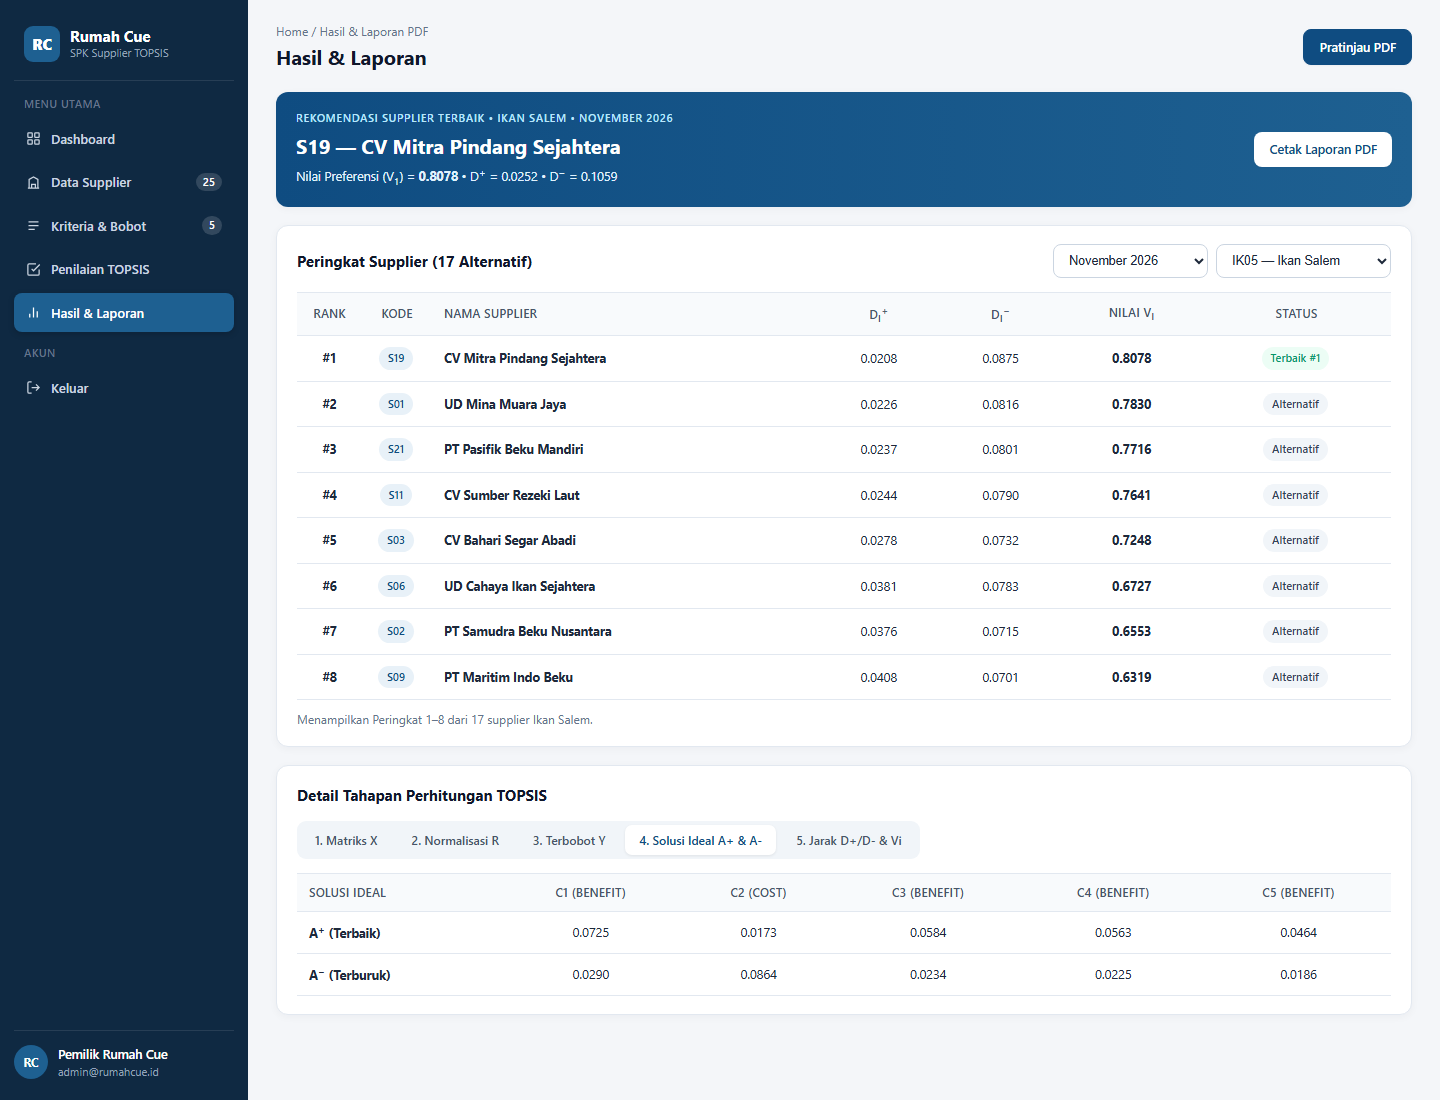 RC
Rumah Cue
SPK Supplier TOPSIS
MENU UTAMA
Dashboard
Data Supplier 25
Kriteria & Bobot 5
Penilaian TOPSIS
Hasil & Laporan
AKUN
Keluar
RC
Pemilik Rumah Cue
admin@rumahcue.id
Home / Hasil & Laporan PDF
Hasil & Laporan
Pratinjau PDF
REKOMENDASI SUPPLIER TERBAIK • IKAN SALEM • NOVEMBER 2026
S19 — CV Mitra Pindang Sejahtera
Nilai Preferensi (V₁) = 0.8078 • D⁺ = 0.0252 • D⁻ = 0.1059
Cetak Laporan PDF
Peringkat Supplier (17 Alternatif)
November 2026
IK05 — Ikan Salem
RANK KODE NAMA SUPPLIER D_I⁺ D_I⁻ NILAI V_I STATUS
#1 S19 CV Mitra Pindang Sejahtera 0.0208 0.0875 0.8078 Terbaik #1
#2 S01 UD Mina Muara Jaya 0.0226 0.0816 0.7830 Alternatif
#3 S21 PT Pasifik Beku Mandiri 0.0237 0.0801 0.7716 Alternatif
#4 S11 CV Sumber Rezeki Laut 0.0244 0.0790 0.7641 Alternatif
#5 S03 CV Bahari Segar Abadi 0.0278 0.0732 0.7248 Alternatif
#6 S06 UD Cahaya Ikan Sejahtera 0.0381 0.0783 0.6727 Alternatif
#7 S02 PT Samudra Beku Nusantara 0.0376 0.0715 0.6553 Alternatif
#8 S09 PT Maritim Indo Beku 0.0408 0.0701 0.6319 Alternatif
Menampilkan Peringkat 1–8 dari 17 supplier Ikan Salem.
Detail Tahapan Perhitungan TOPSIS
1. Matriks X 2. Normalisasi R 3. Terbobot Y 4. Solusi Ideal A+ & A- 5. Jarak D+/D- & Vi
SOLUSI IDEAL C1 (BENEFIT) C2 (COST) C3 (BENEFIT) C4 (BENEFIT) C5 (BENEFIT)
A⁺ (Terbaik) 0.0725 0.0173 0.0584 0.0563 0.0464
A⁻ (Terburuk) 0.0290 0.0864 0.0234 0.0225 0.0186